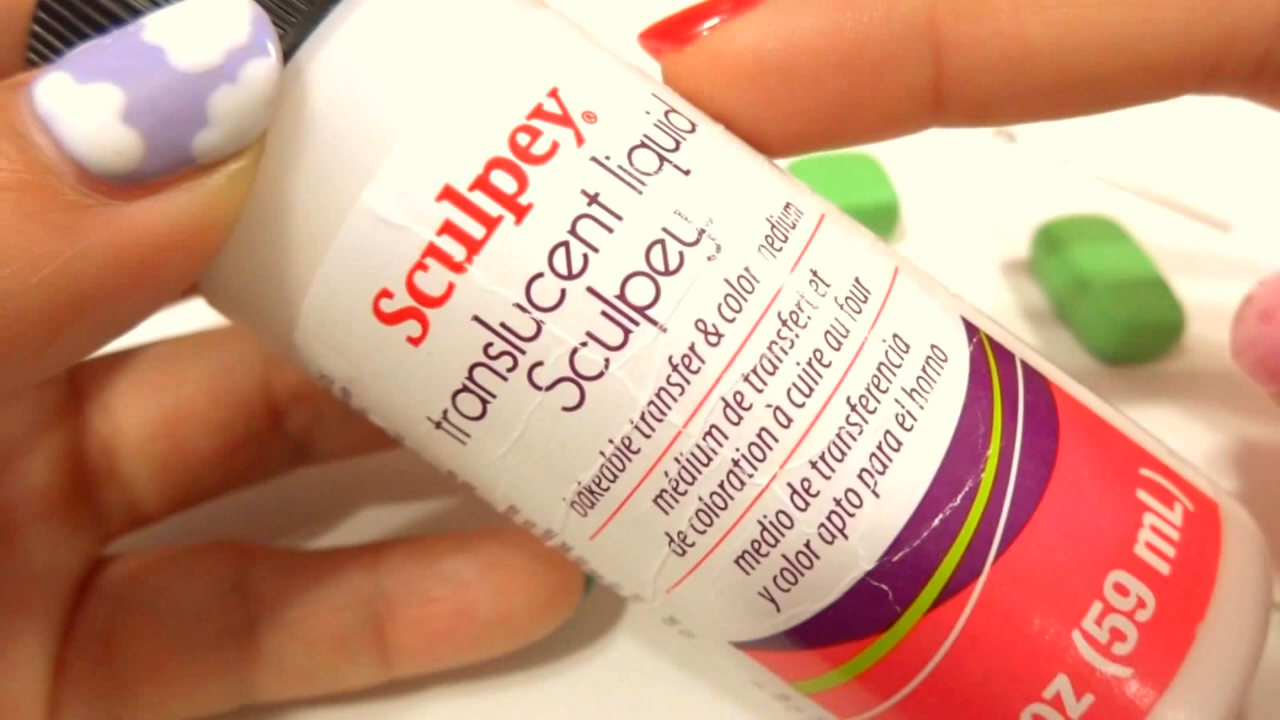 Sculpey®
translucent liquid
Sculpey
bakeable transfer & color medium
médium de transfert et
de coloration à cuire au four
medio de transferencia
y color apto para el horno
oz (59 mL)